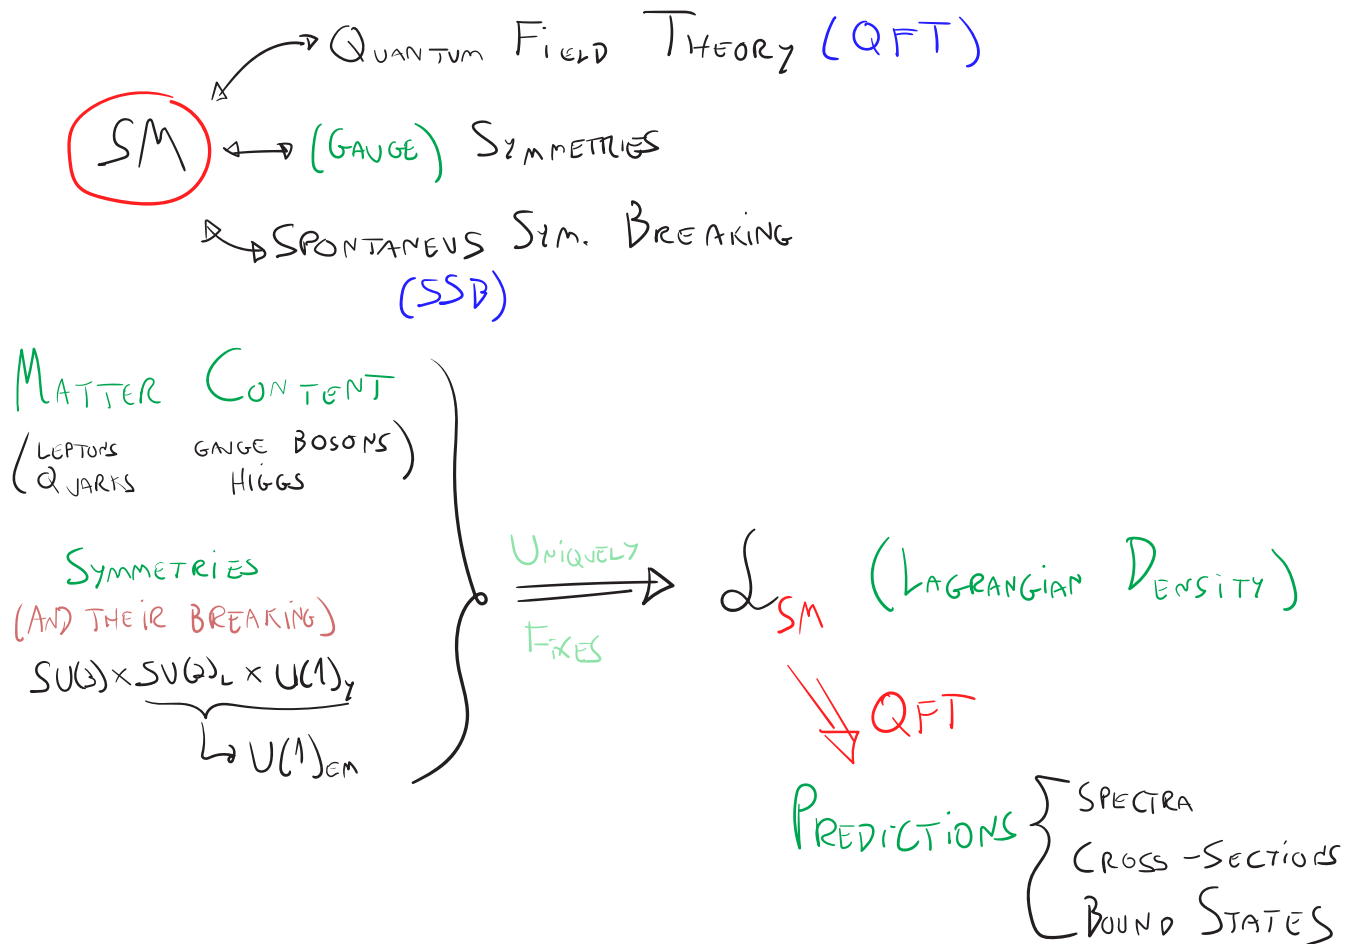 QUANTUM FIELD THEORY (QFT)
SM
(GAUGE) SYMMETRIES
SPONTANEUS SYM. BREAKING
(SSB)
MATTER CONTENT
(LEPTONS GAUGE BOSONS)
QUARKS HIGGS
SYMMETRIES
(AND THEIR BREAKING)
SU(3) × SU(2)L × U(1)Y
U(1)EM
UNIQUELY
FIXES
ℒSM (LAGRANGIAN DENSITY)
QFT
PREDICTIONS
SPECTRA
CROSS-SECTIONS
BOUND STATES